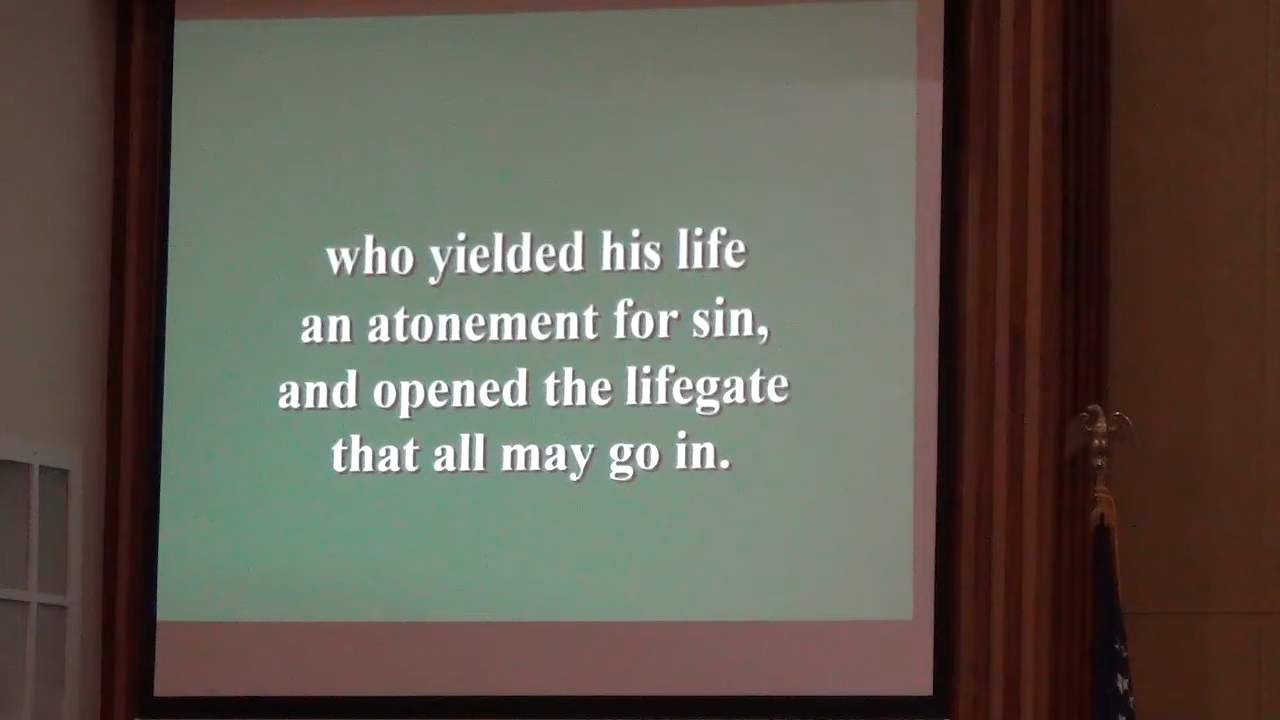 who yielded his life
an atonement for sin,
and opened the lifegate
that all may go in.